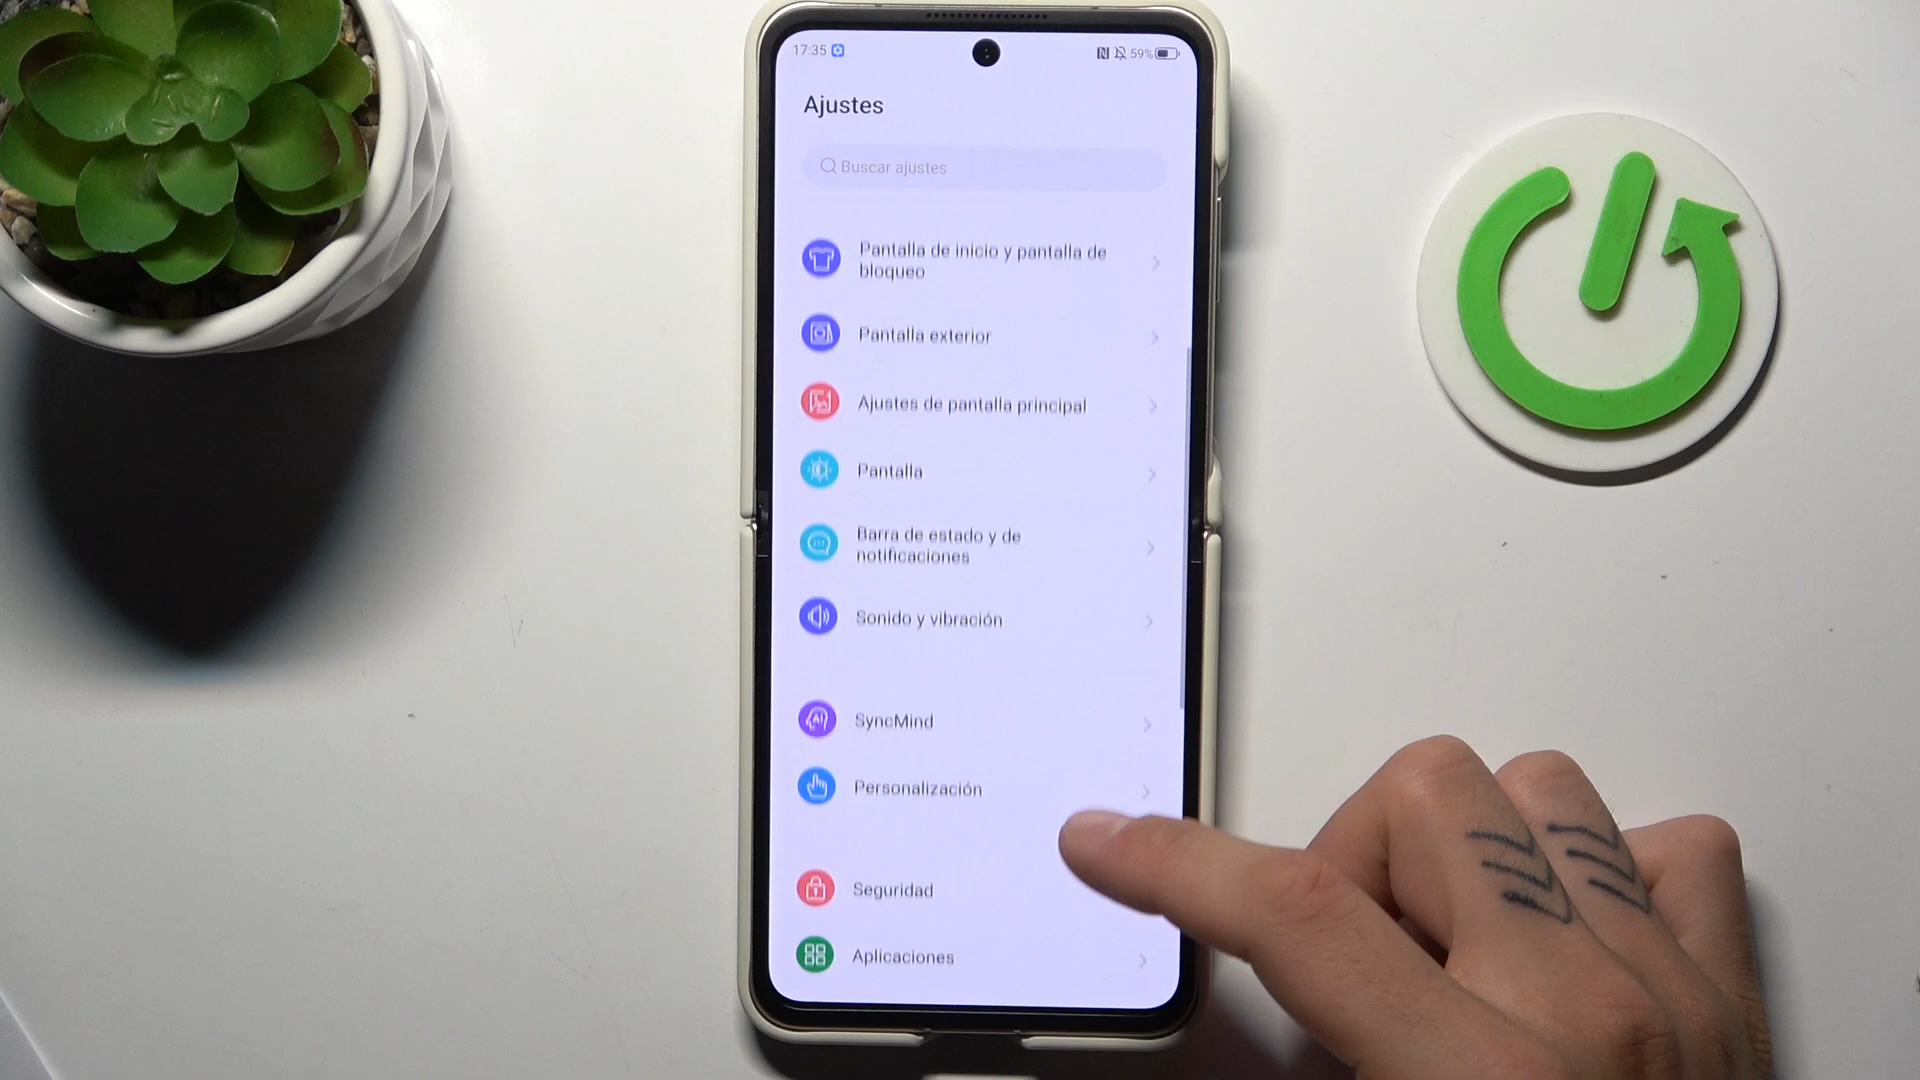 17:35
59%
Ajustes
Buscar ajustes
Pantalla de inicio y pantalla de
bloqueo
Pantalla exterior
Ajustes de pantalla principal
Pantalla
Barra de estado y de
notificaciones
Sonido y vibración
AI
SyncMind
Personalización
Seguridad
Aplicaciones